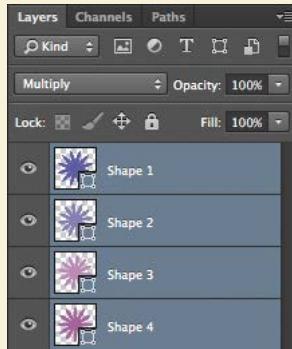 Layers Channels Paths
Kind T
Multiply Opacity: 100%
Lock: Fill: 100%
Shape 1
Shape 2
Shape 3
Shape 4